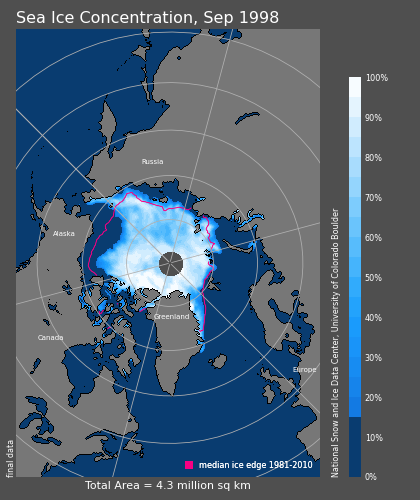 Sea Ice Concentration, Sep 1998
Russia
Alaska
Greenland
Canada
Europe
median ice edge 1981-2010
final data
Total Area = 4.3 million sq km
National Snow and Ice Data Center, University of Colorado Boulder
100%
90%
80%
70%
60%
50%
40%
30%
20%
10%
0%